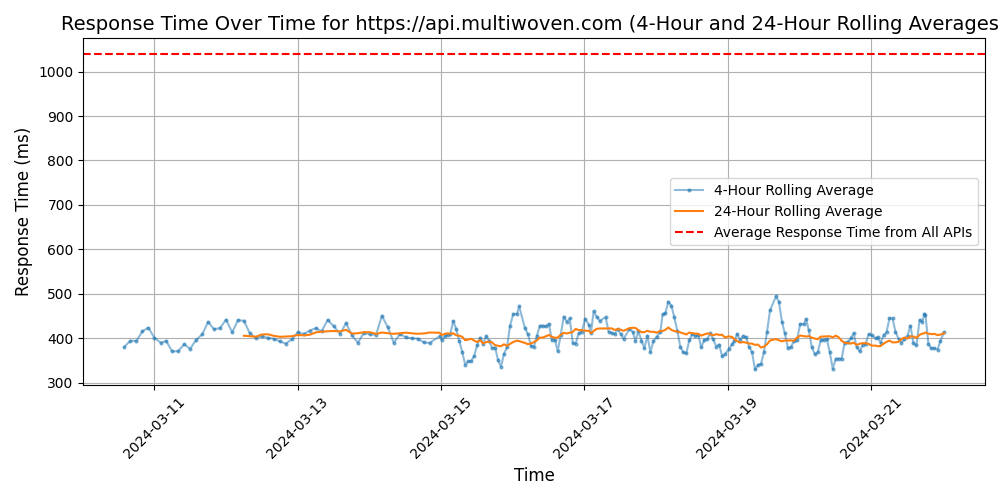 Response Time Over Time for https://api.multiwoven.com (4-Hour and 24-Hour Rolling Averages
1000
900
800
700
600
500
400
300
Response Time (ms)
4-Hour Rolling Average
24-Hour Rolling Average
Average Response Time from All APIs
2024-03-11
2024-03-13
2024-03-15
2024-03-17
2024-03-19
2024-03-21
Time